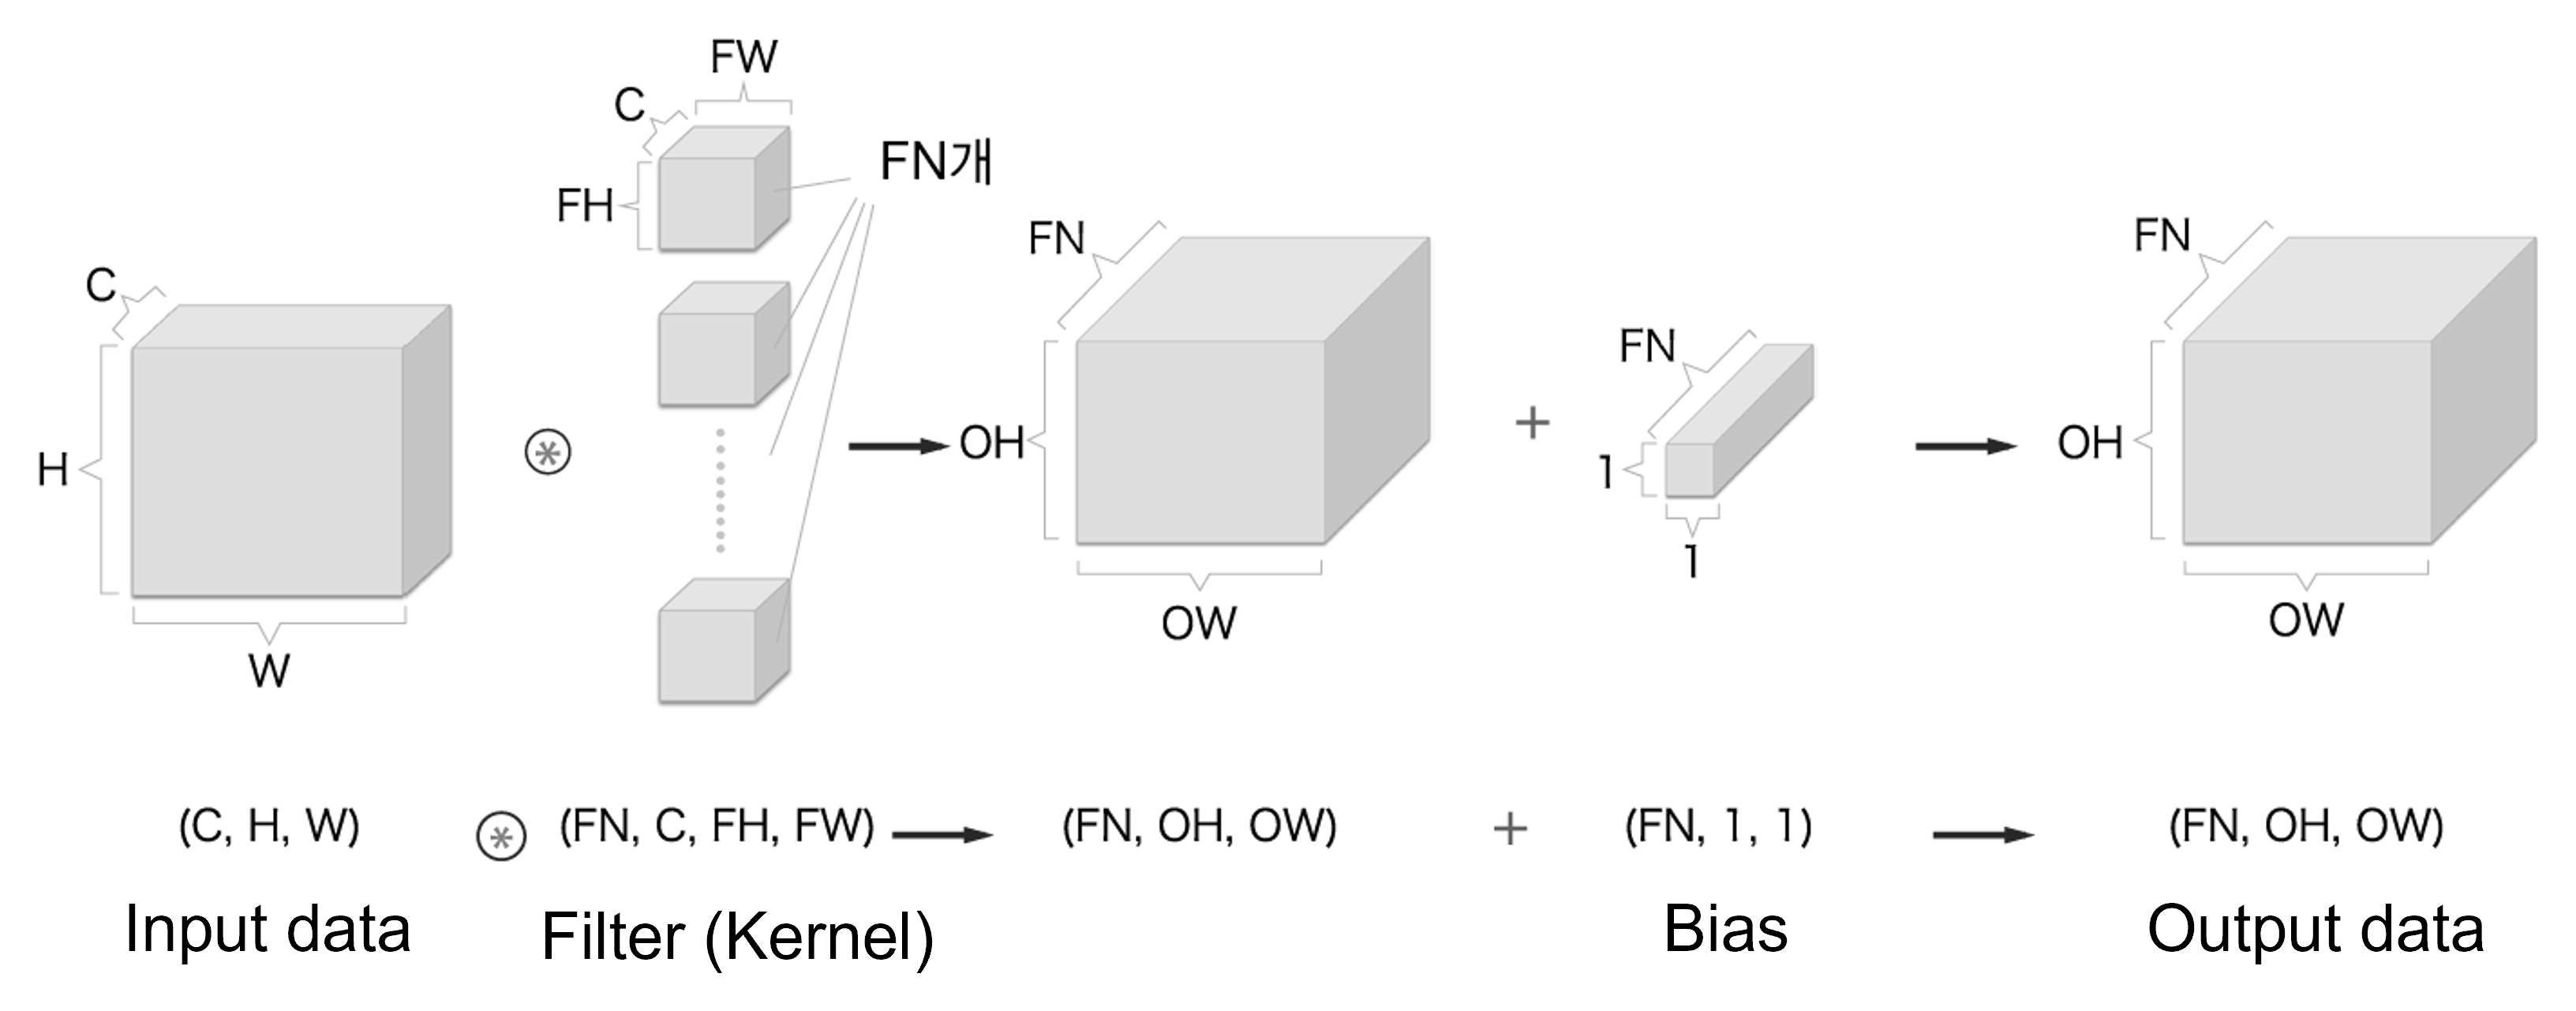 FW
C
FN개
FH
C
H
W
⊛
FN
OH
OW
+
FN
1
1
FN
OH
OW
(C, H, W) ⊛ (FN, C, FH, FW) → (FN, OH, OW) + (FN, 1, 1) → (FN, OH, OW)
Input data Filter (Kernel) Bias Output data